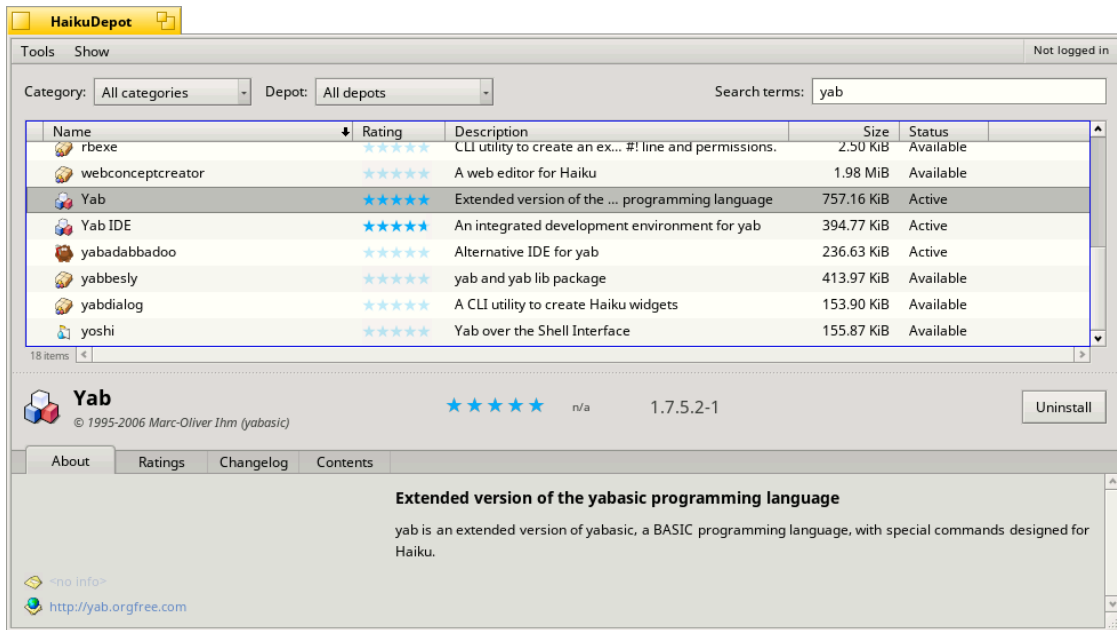 HaikuDepot
Tools Show Not logged in
Category: All categories Depot: All depots Search terms: yab
Name Rating Description Size Status
rbexe CLI utility to create an ex... #! line and permissions. 2.50 KiB Available
webconceptcreator A web editor for Haiku 1.98 MiB Available
Yab Extended version of the ... programming language 757.16 KiB Active
Yab IDE An integrated development environment for yab 394.77 KiB Active
yabadabbadoo Alternative IDE for yab 236.63 KiB Active
yabbesly yab and yab lib package 413.97 KiB Available
yabdialog A CLI utility to create Haiku widgets 153.90 KiB Available
yoshi Yab over the Shell Interface 155.87 KiB Available
18 items
Yab n/a 1.7.5.2-1 Uninstall
© 1995-2006 Marc-Oliver Ihm (yabasic)
About Ratings Changelog Contents
Extended version of the yabasic programming language
yab is an extended version of yabasic, a BASIC programming language, with special commands designed for
Haiku.
<no info>
http://yab.orgfree.com